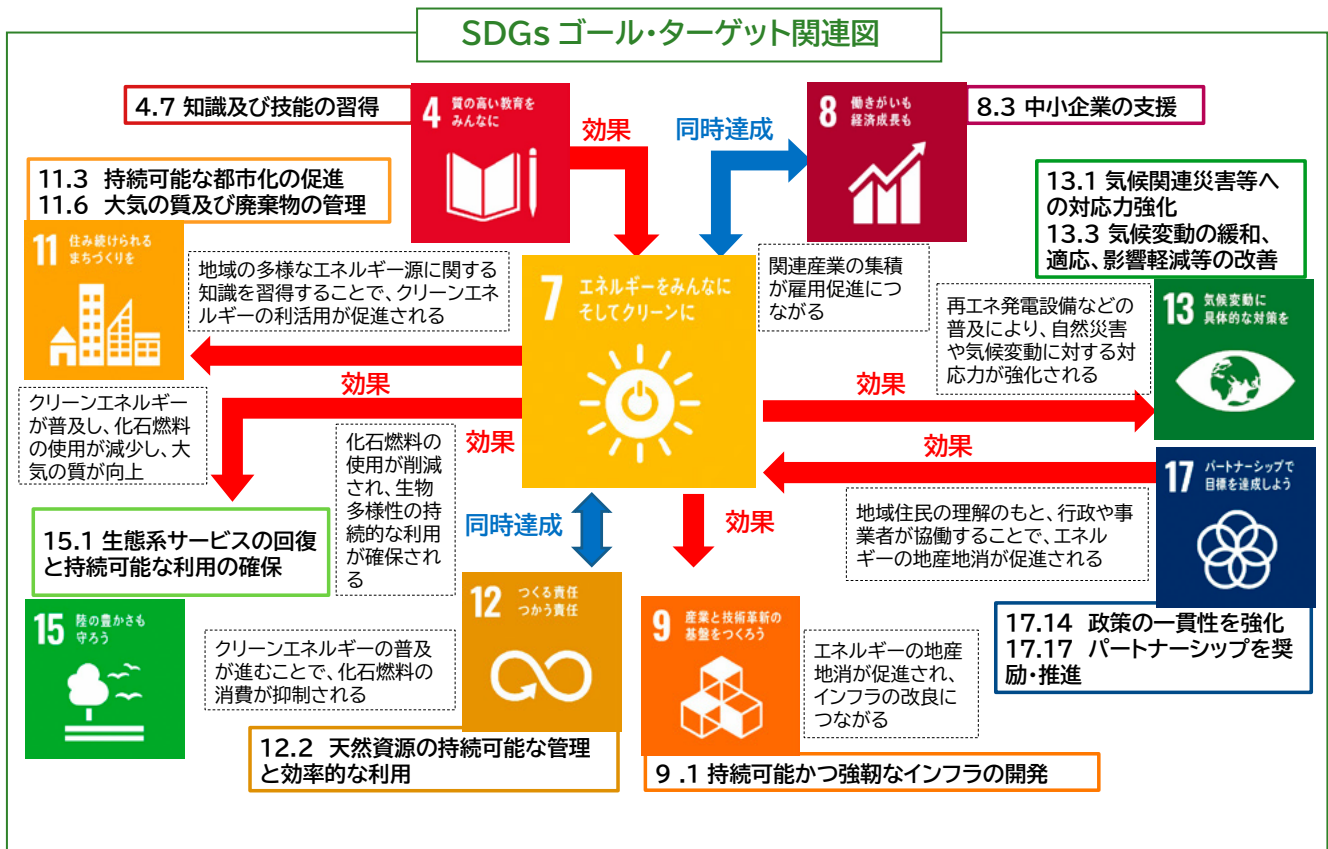 SDGs ゴール・ターゲット関連図
4.7 知識及び技能の習得
4 質の高い教育を
みんなに
効果
同時達成
8 働きがいも
経済成長も
8.3 中小企業の支援
11.3 持続可能な都市化の促進
11.6 大気の質及び廃棄物の管理
13.1 気候関連災害等へ
の対応力強化
13.3 気候変動の緩和、
適応、影響軽減等の改善
11 住み続けられる
まちづくりを
地域の多様なエネルギー源に関する
知識を習得することで、クリーンエネ
ルギーの利活用が促進される
7 エネルギーをみんなに
そしてクリーンに
関連産業の集積
が雇用促進につ
ながる
再エネ発電設備などの
普及により、自然災害
や気候変動に対する対
応力が強化される
13 気候変動に
具体的な対策を
効果
効果
クリーンエネルギー
が普及し、化石燃料
の使用が減少し、大
気の質が向上
効果
化石燃料の
使用が削減
され、生物
多様性の持
続的な利用
が確保され
る
効果
17 パートナーシップで
目標を達成しよう
地域住民の理解のもと、行政や事
業者が協働することで、エネル
ギーの地産地消が促進される
15.1 生態系サービスの回復
と持続可能な利用の確保
同時達成
効果
15 陸の豊かさも
守ろう
クリーンエネルギーの普及
が進むことで、化石燃料の
消費が抑制される
12 つくる責任
つかう責任
9 産業と技術革新の
基盤をつくろう
エネルギーの地産
地消が促進され、
インフラの改良に
つながる
17.14 政策の一貫性を強化
17.17 パートナーシップを奨
励・推進
12.2 天然資源の持続可能な管理
と効率的な利用
9 .1 持続可能かつ強靭なインフラの開発